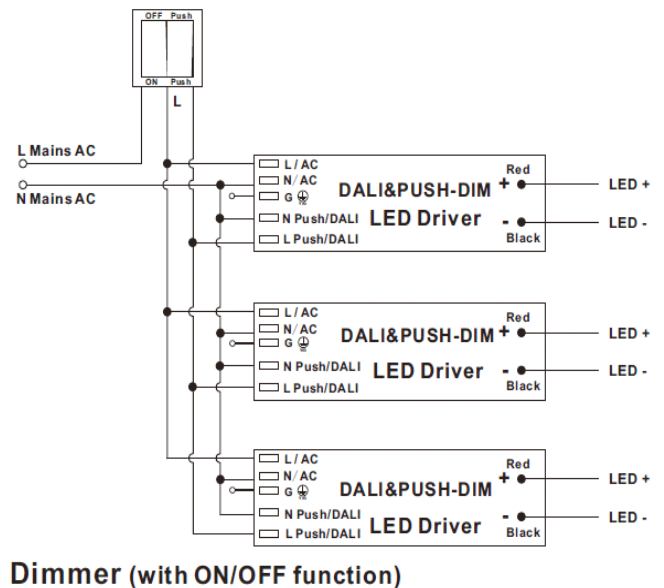 OFF Push
ON Push
L
L Mains AC
N Mains AC
L / AC
N/AC
G
N Push/DALI
L Push/DALI
DALI&PUSH-DIM
LED Driver
Red
+
-
Black
LED +
LED -
L / AC
N/AC
G
N Push/DALI
L Push/DALI
DALI&PUSH-DIM
LED Driver
Red
+
-
Black
LED +
LED -
L / AC
N/AC
G
N Push/DALI
L Push/DALI
DALI&PUSH-DIM
LED Driver
Red
+
-
Black
LED +
LED -
Dimmer (with ON/OFF function)